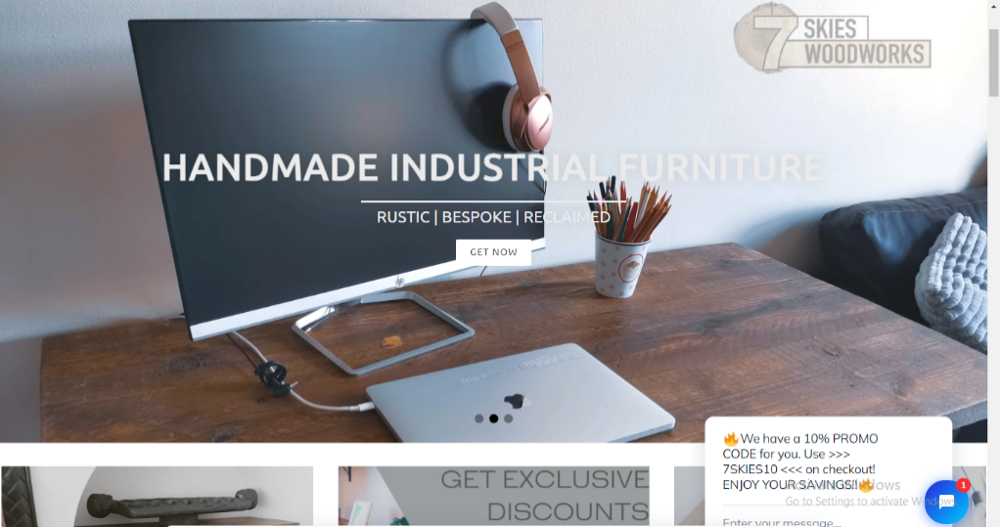 7 SKIES
WOODWORKS
HANDMADE INDUSTRIAL FURNITURE
RUSTIC | BESPOKE | RECLAIMED
GET NOW
hp
GET EXCLUSIVE
DISCOUNTS
🔥We have a 10% PROMO
CODE for you. Use >>>
7SKIES10 <<< on checkout!
ENJOY YOUR SAVINGS!!🔥
Go to Settings to activate Windows.
1
Enter your message...